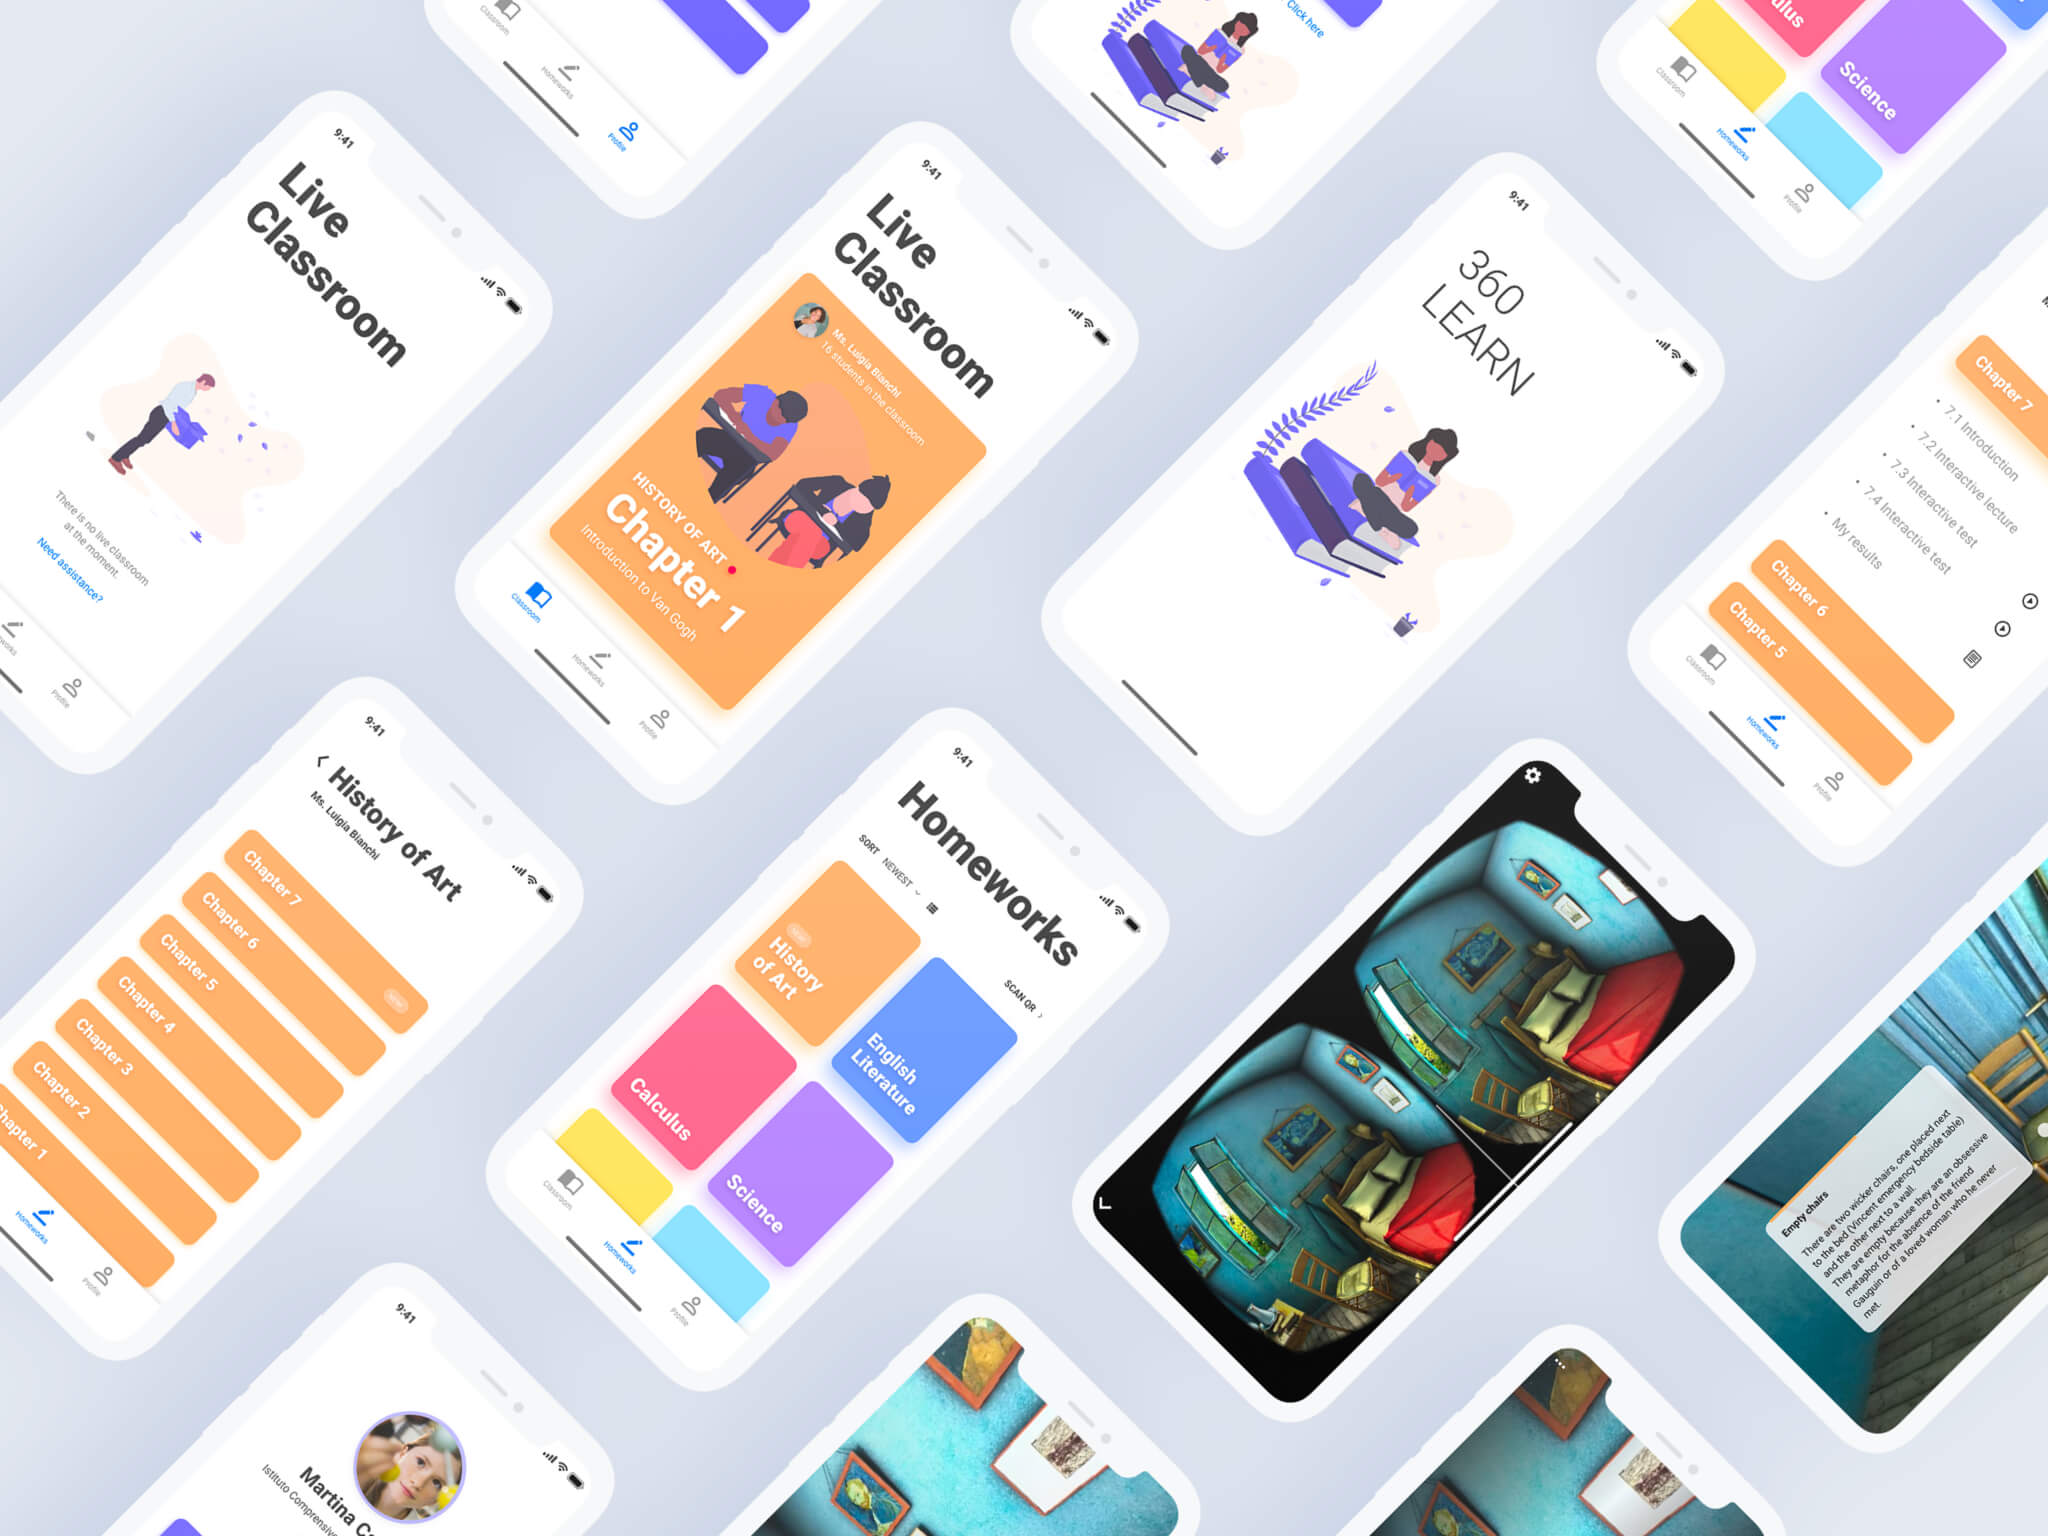 Classroom
Homeworks
Profile
Click here
Science
Classroom
Homeworks
Profile
9:41
Live
Classroom
There is no live classroom
at the moment.
Need assistance?
Profile
9:41
Live
Classroom
Ms. Luigia Bianchi
16 students in the classroom
HISTORY OF ART
Chapter 1
Introduction to Van Gogh
Classroom
Homeworks
Profile
9:41
360
LEARN
Chapter 7
• 7.1 Introduction
• 7.2 Interactive lecture
• 7.3 Interactive test
• 7.4 Interactive test
• My results
Chapter 6
Chapter 5
Classroom
Homeworks
Profile
9:41
History of Art
Ms. Luigia Bianchi
Chapter 7
Chapter 6
Chapter 5
Chapter 4
Chapter 3
Chapter 2
Chapter 1
Homeworks
Profile
9:41
Homeworks
SORT NEWEST
SCAN QR
History
of Art
English
Literature
Calculus
Science
Classroom
Homeworks
Profile
Empty chairs
There are two wicker chairs, one placed next
to the bed (Vincent emergency bedside table)
and the other next to a wall.
They are empty because they are an obsessive
metaphor for the absence of the friend
Gauguin or of a loved woman who he never
met.
9:41
Martina
Istituto